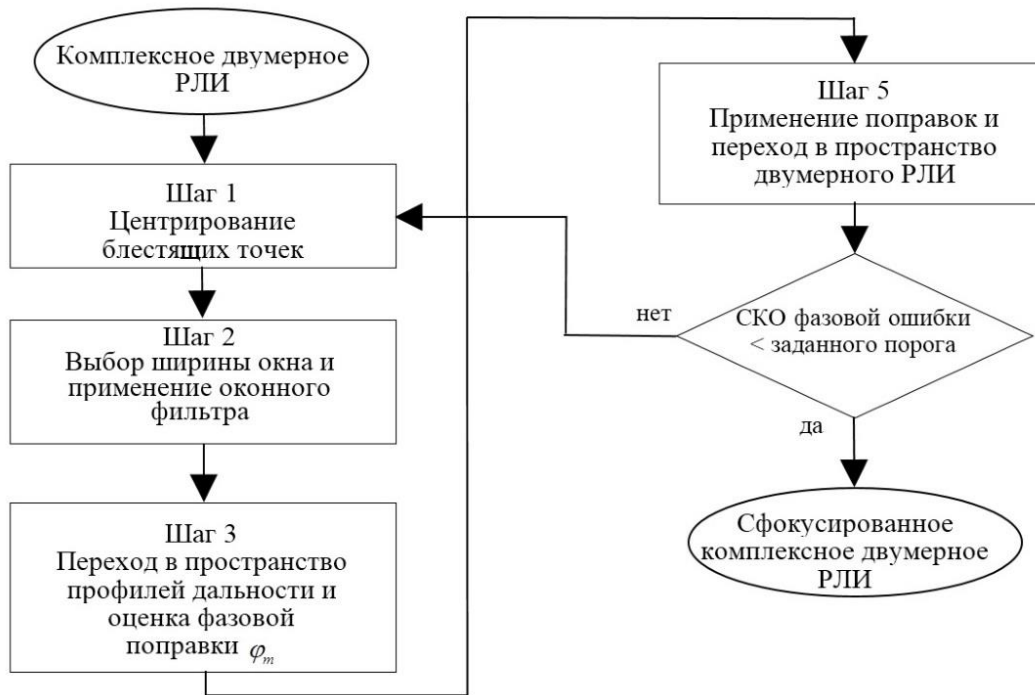 Комплексное двумерное
РЛИ
Шаг 1
Центрирование
блестящих точек
Шаг 2
Выбор ширины окна и
применение оконного
фильтра
Шаг 3
Переход в пространство
профилей дальности и
оценка фазовой
поправки φₘ
Шаг 5
Применение поправок и
переход в пространство
двумерного РЛИ
СКО фазовой ошибки
< заданного порога
нет
да
Сфокусированное
комплексное двумерное
РЛИ